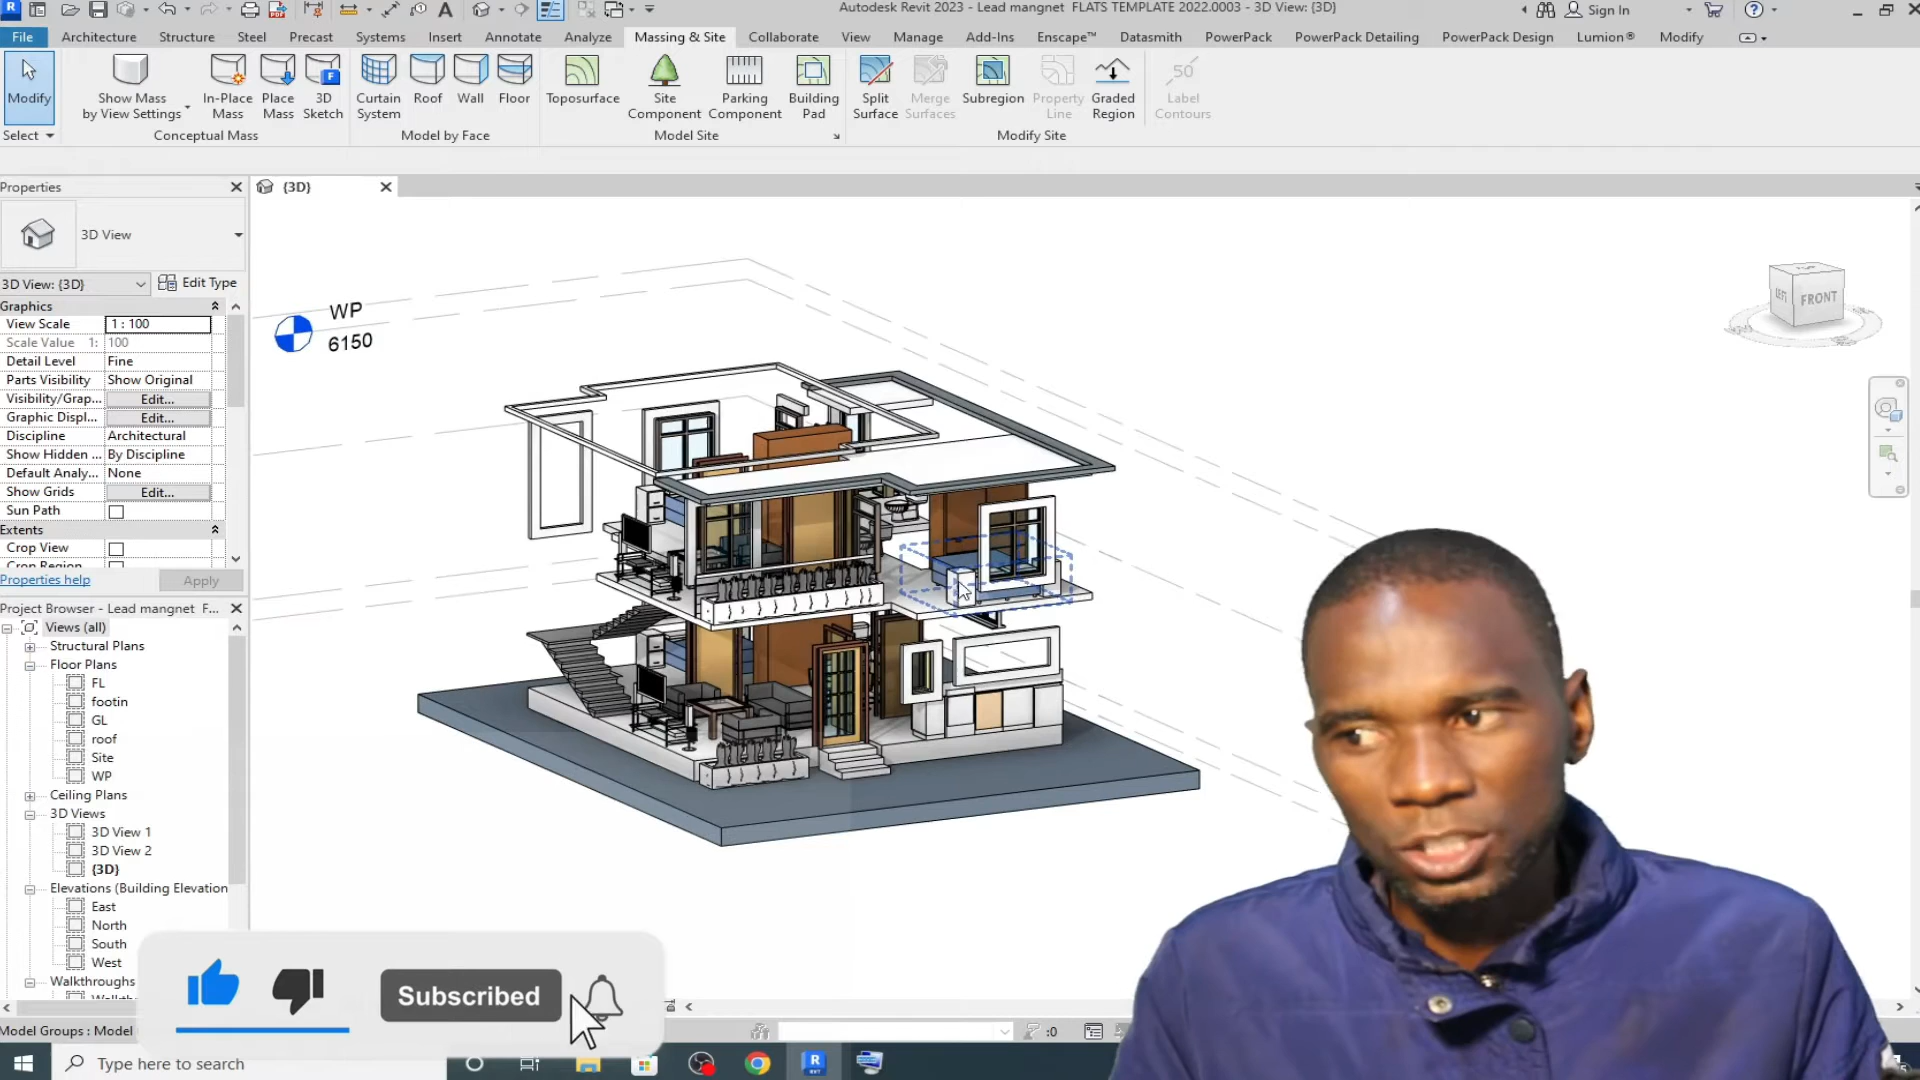 Autodesk Revit 2023 - Lead mangnet FLATS TEMPLATE 2022.0003 - 3D View: {3D}
Sign In
File Architecture Structure Steel Precast Systems Insert Annotate Analyze Massing & Site Collaborate View Manage Add-Ins Enscape™ Datasmith PowerPack PowerPack Detailing PowerPack Design Lumion® Modify
Modify
Show Mass
by View Settings
In-Place
Mass
Place
Mass
3D
Sketch
Curtain
System
Roof
Wall
Floor
Toposurface
Site
Component
Parking
Component
Building
Pad
Split
Surface
Merge
Surfaces
Subregion
Property
Line
Graded
Region
50
Label
Contours
Select
Conceptual Mass
Model by Face
Model Site
Modify Site
Properties
{3D}
3D View
3D View: {3D}
Edit Type
Graphics
View Scale 1 : 100
Scale Value 1: 100
Detail Level Fine
Parts Visibility Show Original
Visibility/Grap... Edit...
Graphic Displ... Edit...
Discipline Architectural
Show Hidden ... By Discipline
Default Analy... None
Show Grids Edit...
Sun Path
Extents
Crop View
Properties help
Apply
Project Browser - Lead mangnet F...
Views (all)
Structural Plans
Floor Plans
FL
footin
GL
roof
Site
WP
Ceiling Plans
3D Views
3D View 1
3D View 2
{3D}
Elevations (Building Elevation
East
North
South
West
Walkthroughs
WP
6150
LEFT
FRONT
Subscribed
Model Groups : Model
:0
Type here to search